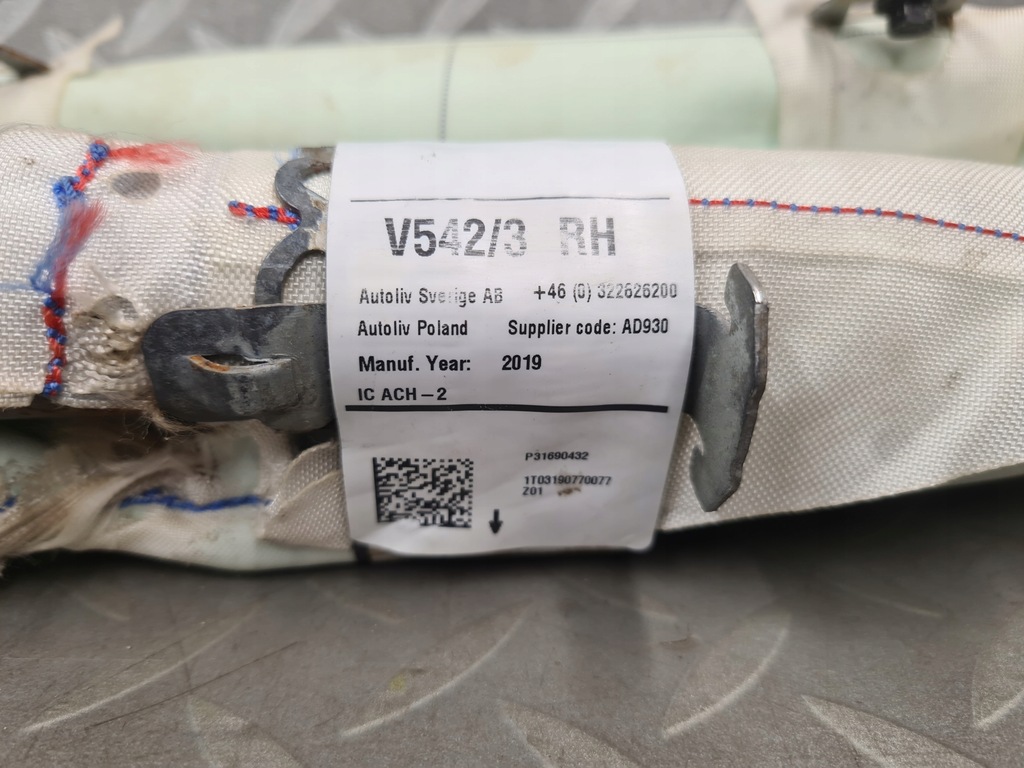 V542/3 RH
Autoliv Sverige AB +46 (0) 322626200
Autoliv Poland Supplier code: AD930
Manuf. Year: 2019
IC ACH-2
P31690432
1T03190770077
Z01